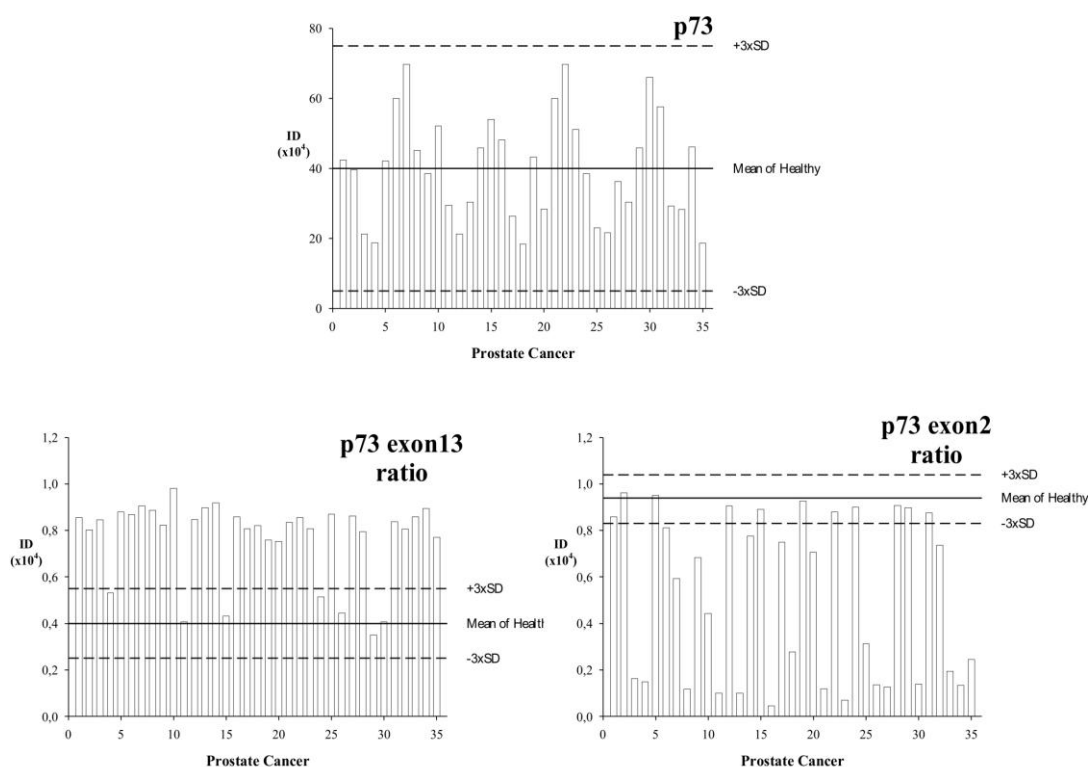 p73
80
60
40
20
0
ID
(x10⁴)
+3xSD
Mean of Healthy
-3xSD
0 5 10 15 20 25 30 35
Prostate Cancer
p73 exon13
ratio
1,2
1,0
0,8
0,6
0,4
0,2
0,0
ID
(x10⁴)
+3xSD
Mean of Healtl
-3xSD
0 5 10 15 20 25 30 35
Prostate Cancer
p73 exon2
ratio
1,2
1,0
0,8
0,6
0,4
0,2
0,0
ID
(x10⁴)
+3xSD
Mean of Healthy
-3xSD
0 5 10 15 20 25 30 35
Prostate Cancer